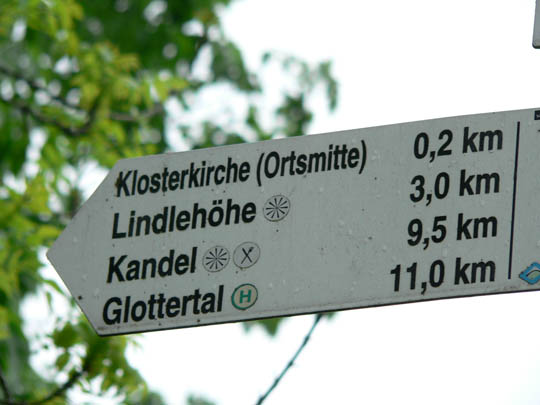 Klosterkirche (Ortsmitte) 0,2 km
Lindlehöhe 3,0 km
Kandel 9,5 km
Glottertal H 11,0 km